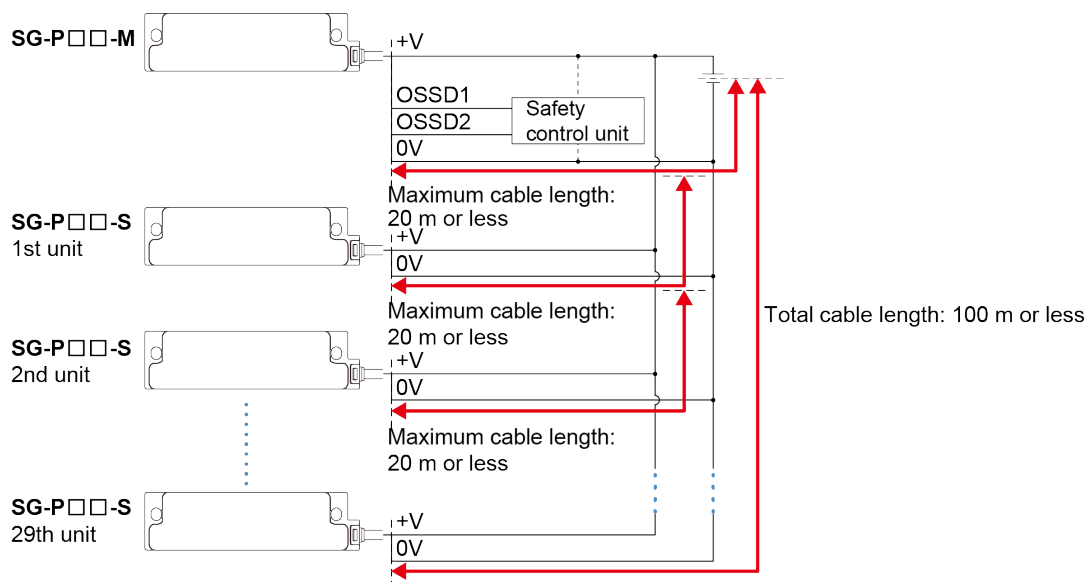 SG-P□□-M
+V
OSSD1
OSSD2
Safety
control unit
0V
Maximum cable length:
20 m or less
SG-P□□-S
1st unit
+V
0V
Maximum cable length:
20 m or less
Total cable length: 100 m or less
SG-P□□-S
2nd unit
+V
0V
Maximum cable length:
20 m or less
SG-P□□-S
29th unit
+V
0V